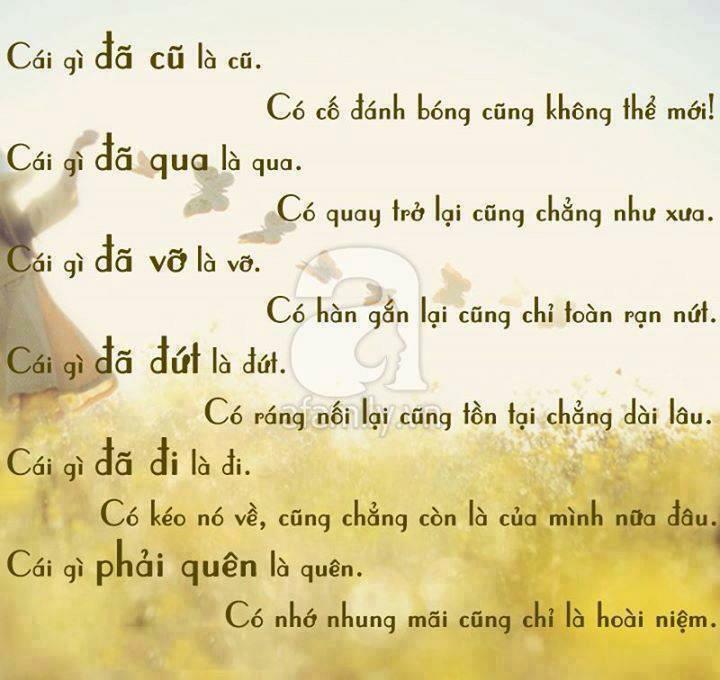 Cái gì đã cũ là cũ.
Có cố đánh bóng cũng không thể mới!
Cái gì đã qua là qua.
Có quay trở lại cũng chẳng như xưa.
Cái gì đã vỡ là vỡ.
Có hàn gắn lại cũng chỉ toàn rạn nứt.
Cái gì đã đứt là đứt.
Có ráng nối lại cũng tồn tại chẳng dài lâu.
afamily.vn
Cái gì đã đi là đi.
Có kéo nó về, cũng chẳng còn là của mình nữa đâu.
Cái gì phải quên là quên.
Có nhớ nhung mãi cũng chỉ là hoài niệm.